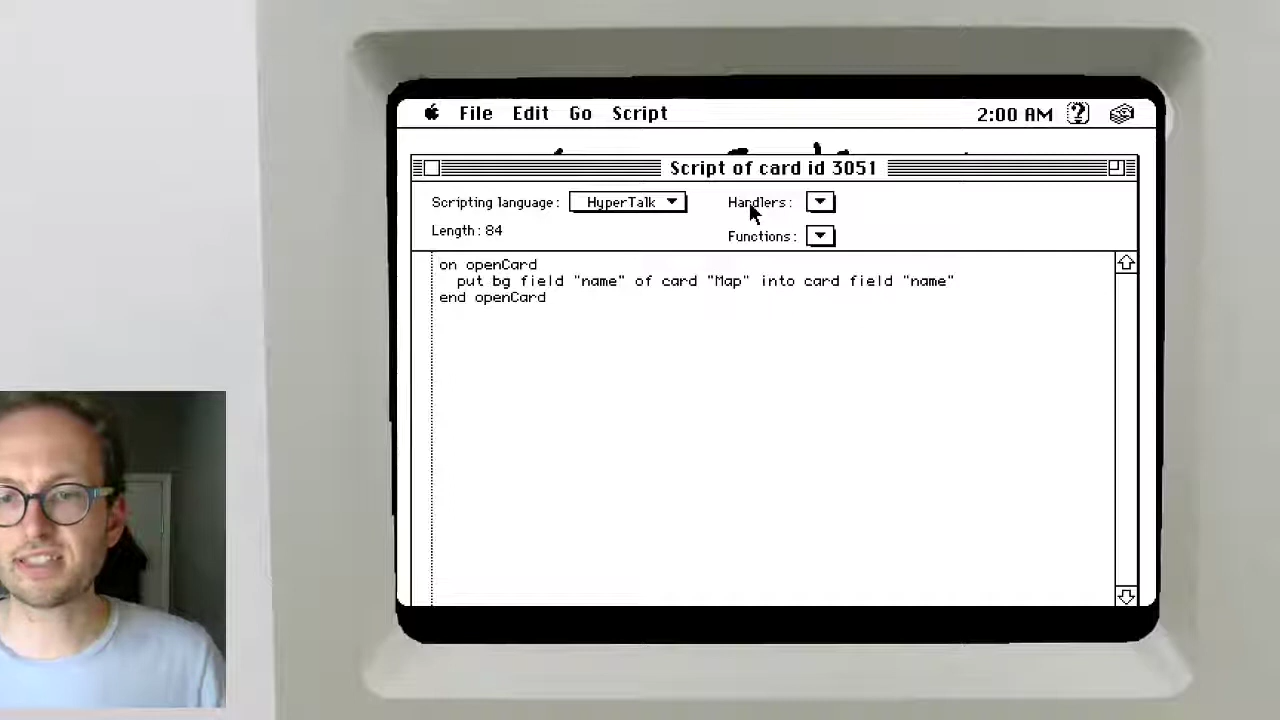 File Edit Go Script 2:00 AM
Script of card id 3051
Scripting language: HyperTalk Handlers:
Length: 84
Functions:
on openCard
put bg field "name" of card "Map" into card field "name"
end openCard